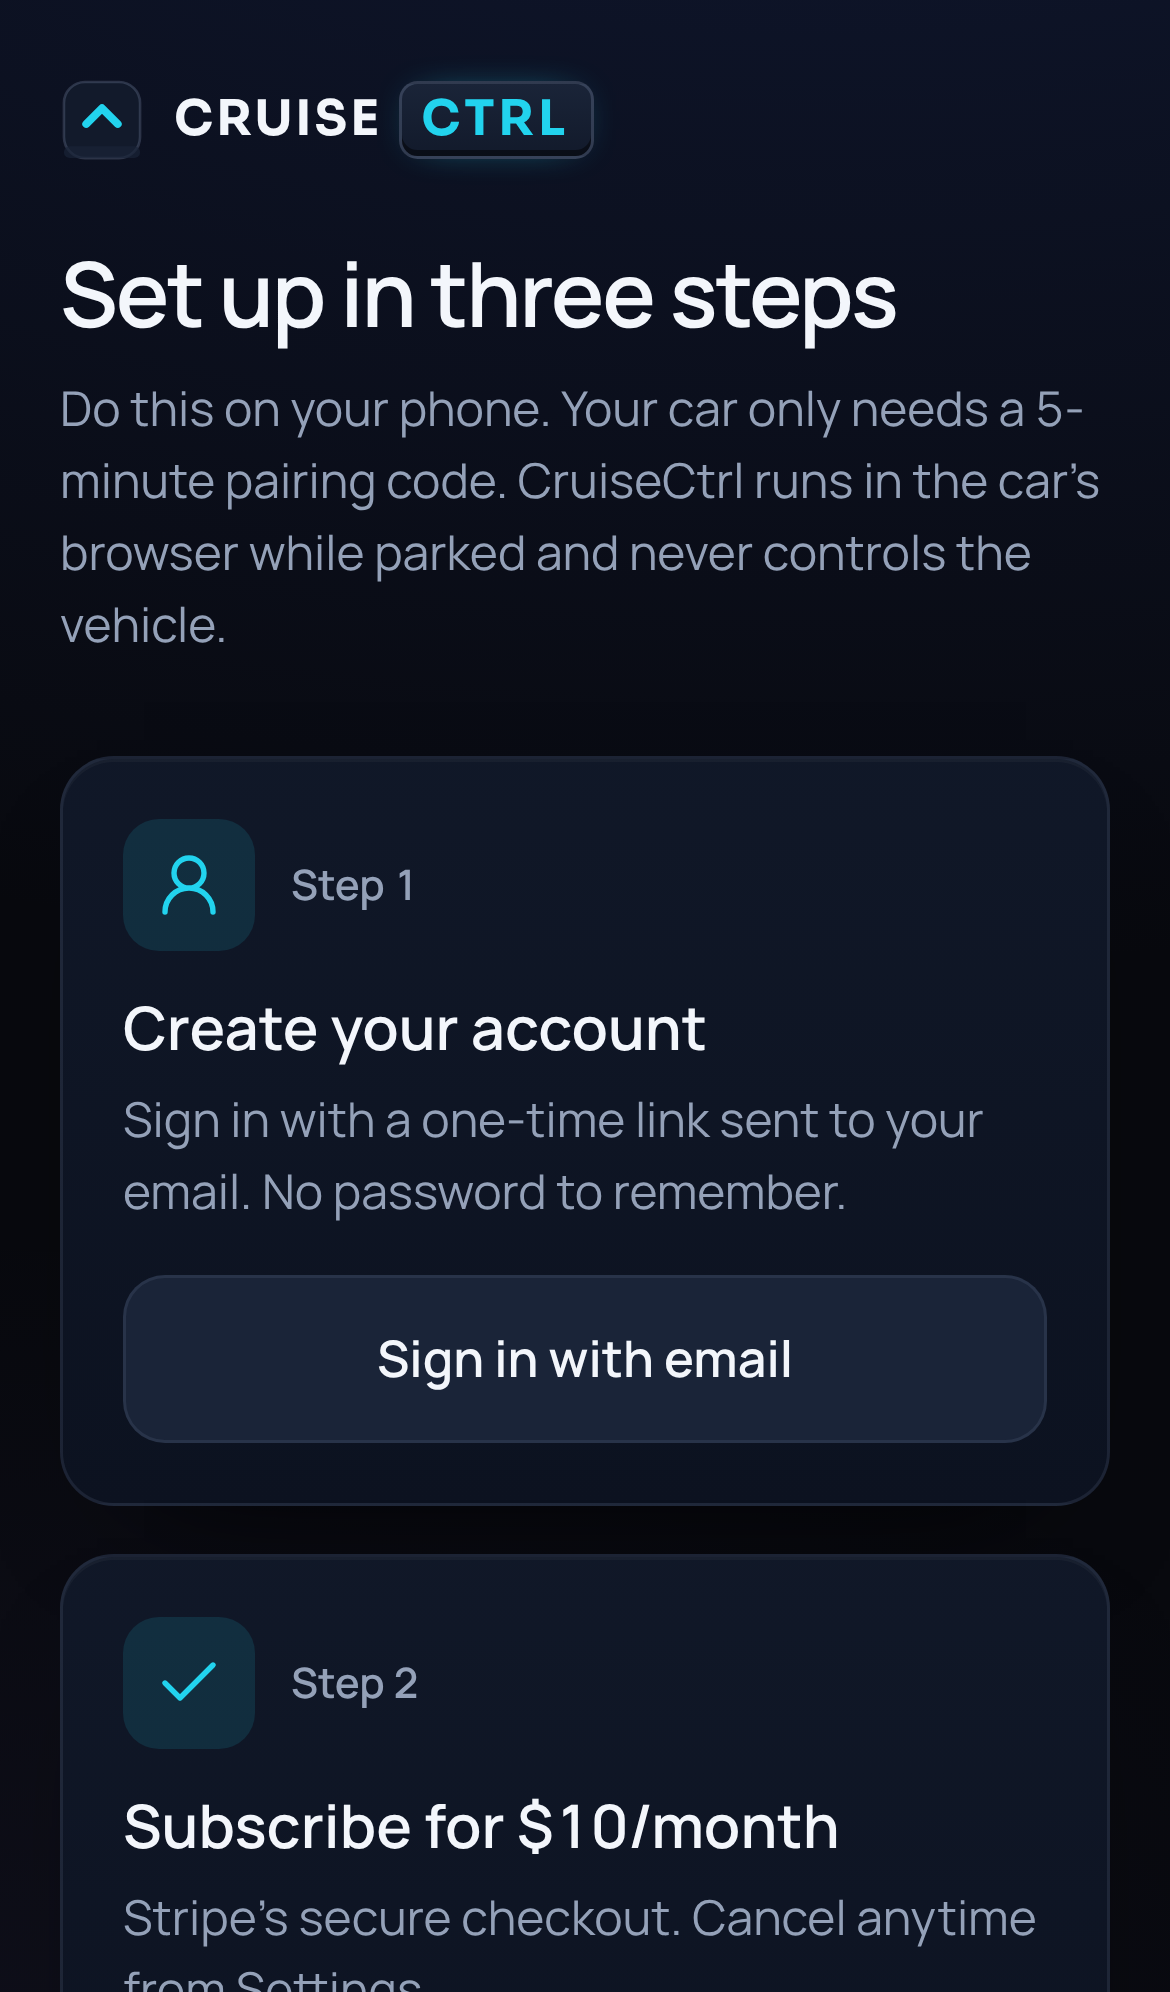 CRUISE CTRL
Set up in three steps
Do this on your phone. Your car only needs a 5-
minute pairing code. CruiseCtrl runs in the car’s
browser while parked and never controls the
vehicle.
Step 1
Create your account
Sign in with a one-time link sent to your
email. No password to remember.
Sign in with email
Step 2
Subscribe for $10/month
Stripe’s secure checkout. Cancel anytime
from Settings